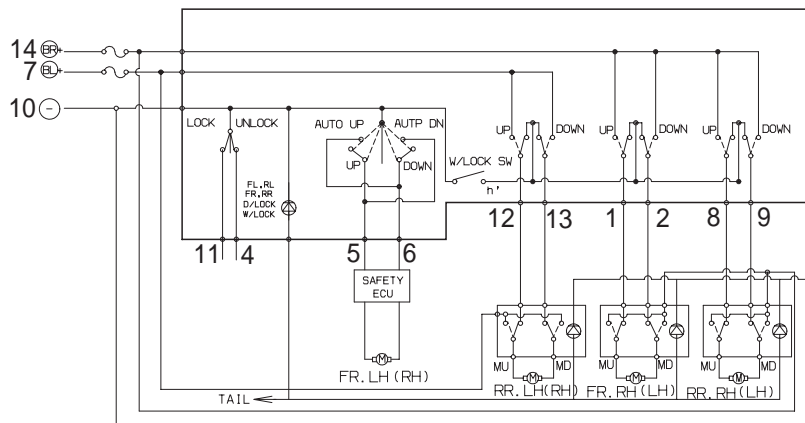 14 BR+
7 BL+
10 −
LOCK UNLOCK
AUTO UP AUTP DN
UP DOWN
UP DOWN
UP DOWN
UP DOWN
W/LOCK SW
h'
FL.RL
FR.RR
D/LOCK
W/LOCK
11 4 5 6 12 13 1 2 8 9
SAFETY
ECU
M
FR.LH(RH)
MU MD
M
RR.LH(RH)
MU MD
M
FR.RH(LH)
MU MD
M
RR.RH(LH)
TAIL